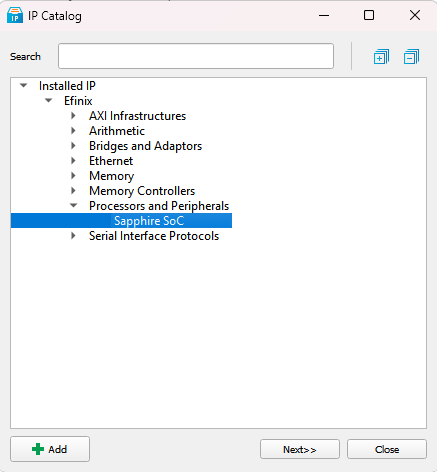 IP Catalog
Search
Installed IP
Efinix
AXI Infrastructures
Arithmetic
Bridges and Adaptors
Ethernet
Memory
Memory Controllers
Processors and Peripherals
Sapphire SoC
Serial Interface Protocols
Add
Next>>
Close